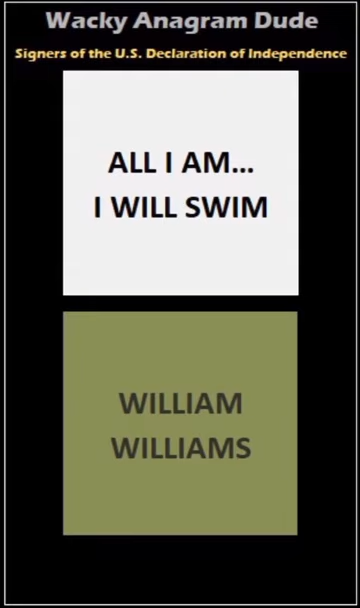 Wacky Anagram Dude
Signers of the U.S. Declaration of Independence
ALL I AM...
I WILL SWIM
WILLIAM
WILLIAMS